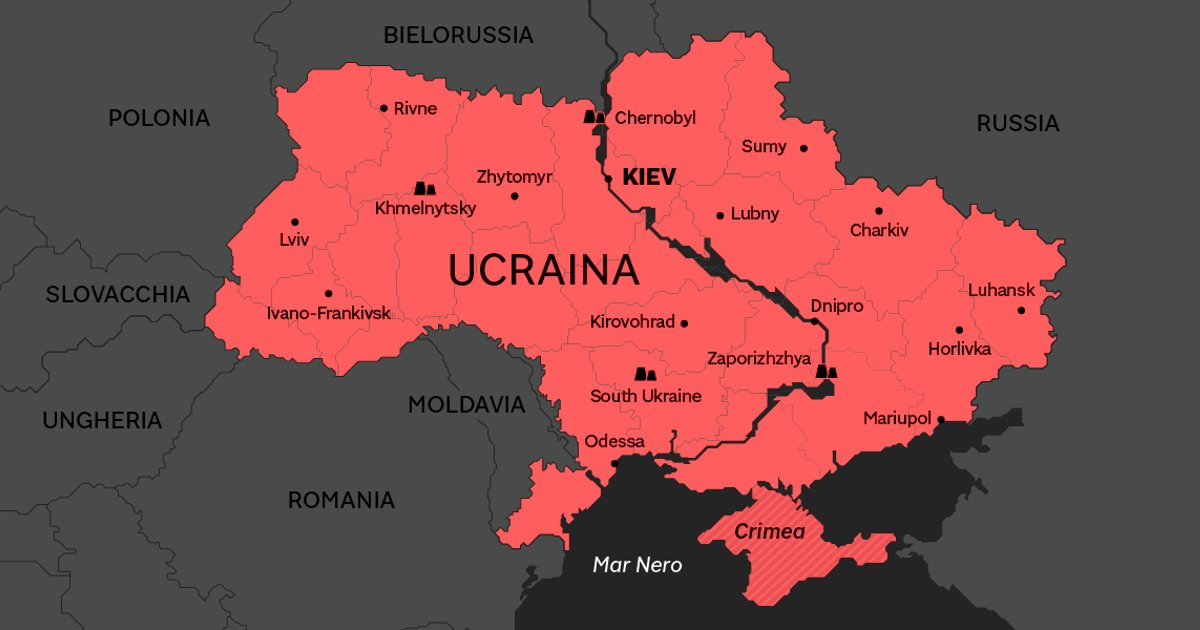 BIELORUSSIA
POLONIA
Rivne
Chernobyl
RUSSIA
Sumy
Zhytomyr
KIEV
Khmelnytsky
Lubny
Lviv
Charkiv
UCRAINA
SLOVACCHIA
Luhansk
Ivano-Frankivsk
Dnipro
Kirovohrad
Horlivka
Zaporizhzhya
South Ukraine
MOLDAVIA
UNGHERIA
Mariupol
Odessa
ROMANIA
Crimea
Mar Nero